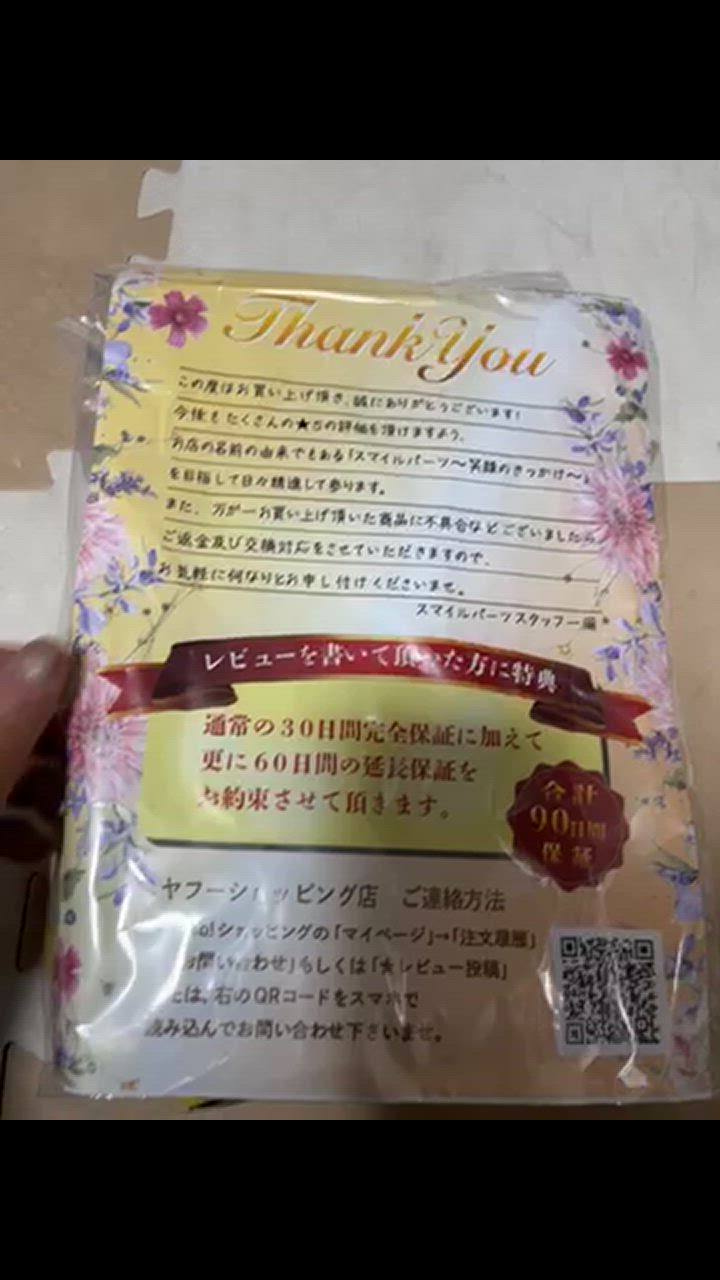 Thank You
この度はお買い上げ頂き、誠にありがとうございます!
今後もたくさんの★5の評価を頂けますよう、
お店の名前の由来でもある「スマイルパーツ〜笑顔のきっかけ〜」
を目指して日々精進して参ります。
また、万が一お買い上げ頂いた商品に不具合などございましたら
ご返金及び交換対応をさせていただきますので、
お気軽に何なりとお申し付けくださいませ。
スマイルパーツスタッフ一同
レビューを書いて頂いた方に特典
通常の30日間完全保証に加えて
更に60日間の延長保証を
お約束させて頂きます。
合計
90日間
保証
ヤフーショッピング店 ご連絡方法
oo!ショッピングの「マイページ」→「注文履歴」
お問い合わせ」もしくは「★レビュー投稿」
とは、右のQRコードをスマホで
読み込んでお問い合わせ下さいませ。